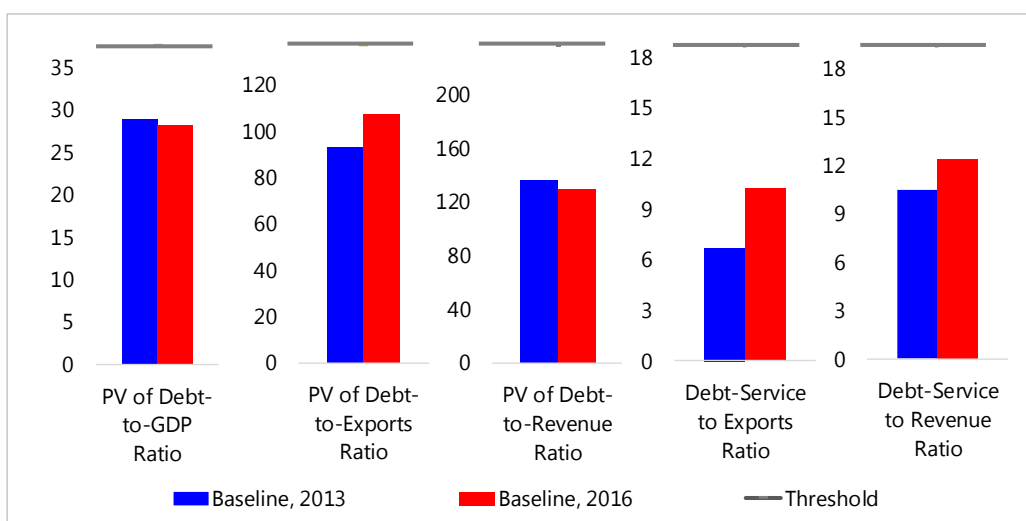 35
30
25
20
15
10
5
0
PV of Debt-
to-GDP
Ratio
120
100
80
60
40
20
0
PV of Debt-
to-Exports
Ratio
200
160
120
80
40
0
PV of Debt-
to-Revenue
Ratio
18
15
12
9
6
3
0
Debt-Service
to Exports
Ratio
18
15
12
9
6
3
0
Debt-Service
to Revenue
Ratio
Baseline, 2013
Baseline, 2016
Threshold